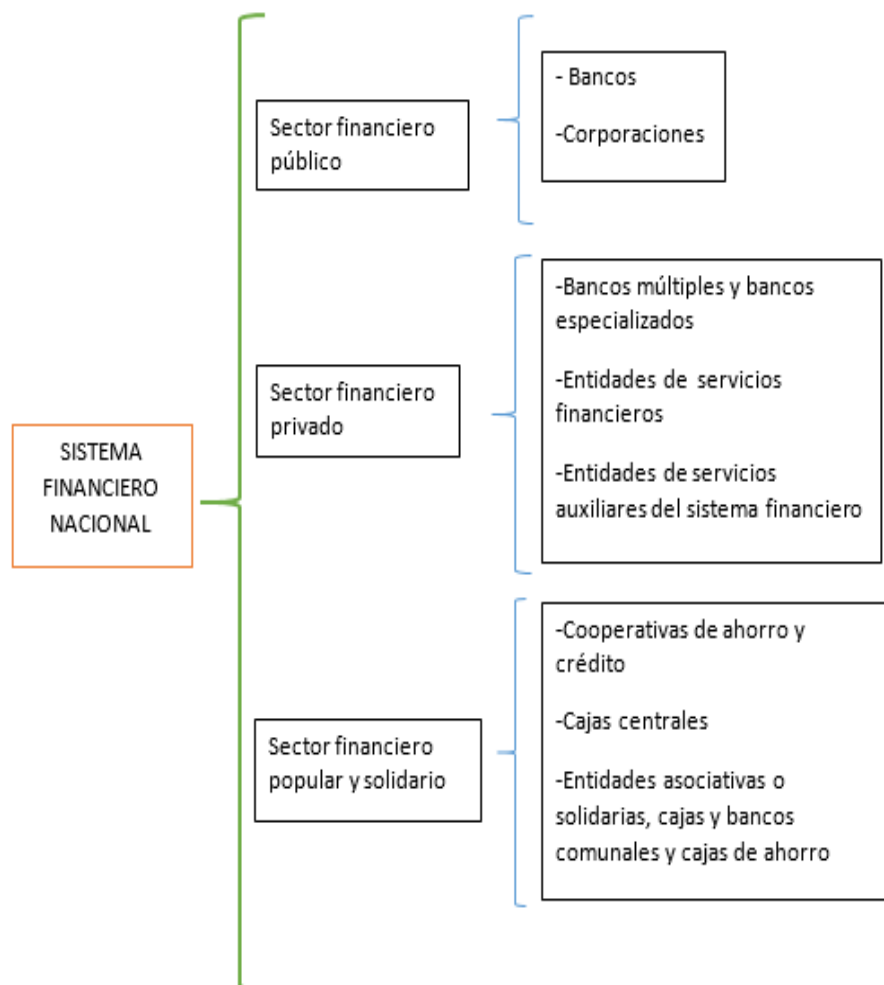 SISTEMA
FINANCIERO
NACIONAL
Sector financiero
público
- Bancos
-Corporaciones
Sector financiero
privado
-Bancos múltiples y bancos
especializados
-Entidades de servicios
financieros
-Entidades de servicios
auxiliares del sistema financiero
Sector financiero
popular y solidario
-Cooperativas de ahorro y
crédito
-Cajas centrales
-Entidades asociativas o
solidarias, cajas y bancos
comunales y cajas de ahorro